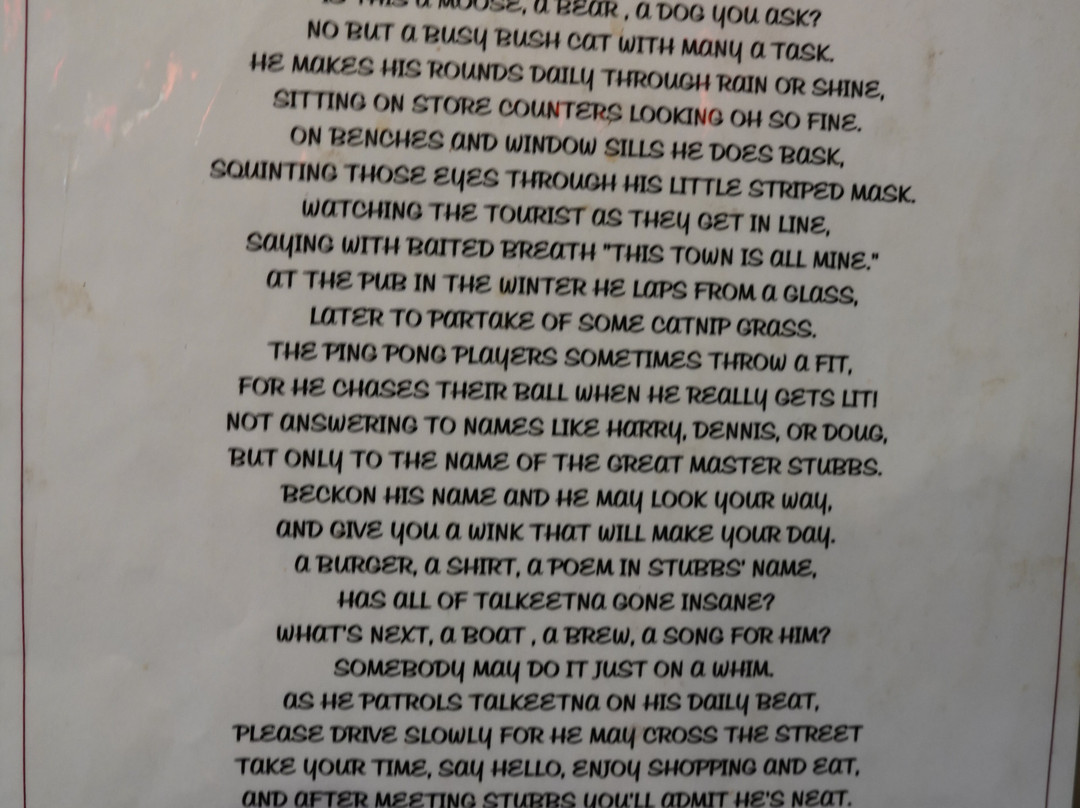 IS THIS A MOOSE, A BEAR , A DOG YOU ASK?
NO BUT A BUSY BUSH CAT WITH MANY A TASK.
HE MAKES HIS ROUNDS DAILY THROUGH RAIN OR SHINE,
SITTING ON STORE COUNTERS LOOKING OH SO FINE.
ON BENCHES AND WINDOW SILLS HE DOES BASK,
SQUINTING THOSE EYES THROUGH HIS LITTLE STRIPED MASK.
WATCHING THE TOURIST AS THEY GET IN LINE,
SAYING WITH BAITED BREATH "THIS TOWN IS ALL MINE."
AT THE PUB IN THE WINTER HE LAPS FROM A GLASS,
LATER TO PARTAKE OF SOME CATNIP GRASS.
THE PING PONG PLAYERS SOMETIMES THROW A FIT,
FOR HE CHASES THEIR BALL WHEN HE REALLY GETS LIT!
NOT ANSWERING TO NAMES LIKE HARRY, DENNIS, OR DOUG,
BUT ONLY TO THE NAME OF THE GREAT MASTER STUBBS.
BECKON HIS NAME AND HE MAY LOOK YOUR WAY,
AND GIVE YOU A WINK THAT WILL MAKE YOUR DAY.
A BURGER, A SHIRT, A POEM IN STUBBS' NAME,
HAS ALL OF TALKEETNA GONE INSANE?
WHAT'S NEXT, A BOAT , A BREW, A SONG FOR HIM?
SOMEBODY MAY DO IT JUST ON A WHIM.
AS HE PATROLS TALKEETNA ON HIS DAILY BEAT,
PLEASE DRIVE SLOWLY FOR HE MAY CROSS THE STREET
TAKE YOUR TIME, SAY HELLO, ENJOY SHOPPING AND EAT,
AND AFTER MEETING STUBBS YOU'LL ADMIT HE'S NEAT.